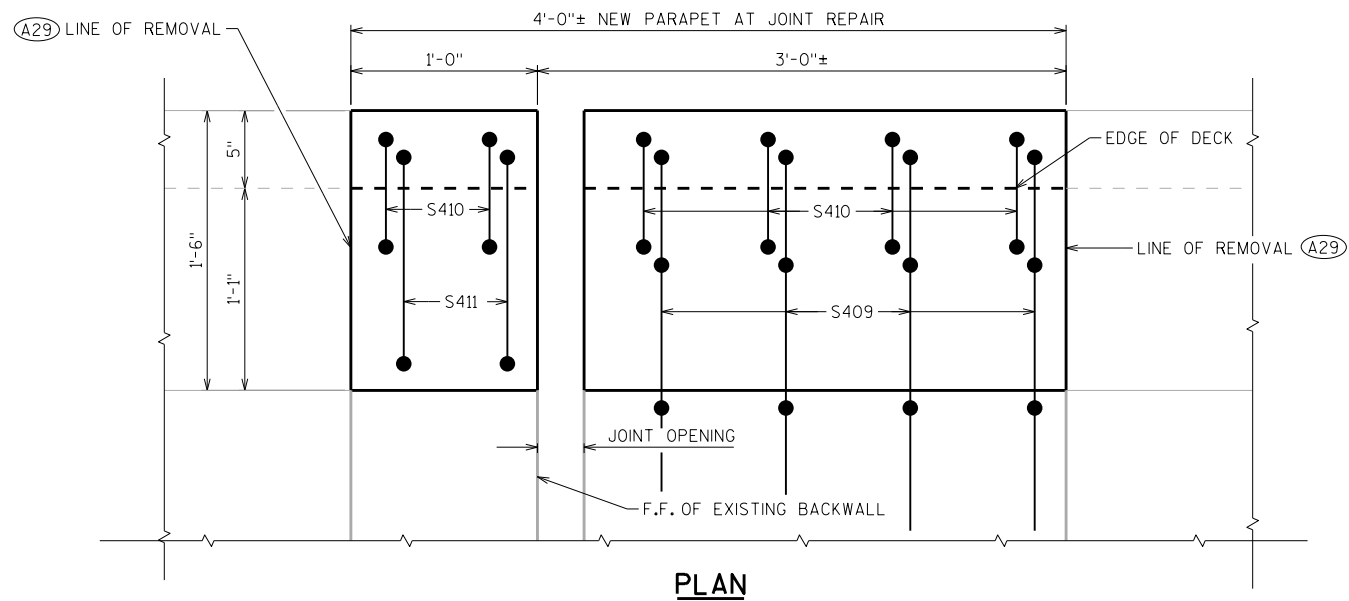 4'-0"± NEW PARAPET AT JOINT REPAIR
A29 LINE OF REMOVAL
1'-0"
3'-0"±
5"
EDGE OF DECK
S410
S410
1'-6"
1'-1"
LINE OF REMOVAL A29
S411
S409
JOINT OPENING
F.F. OF EXISTING BACKWALL
PLAN